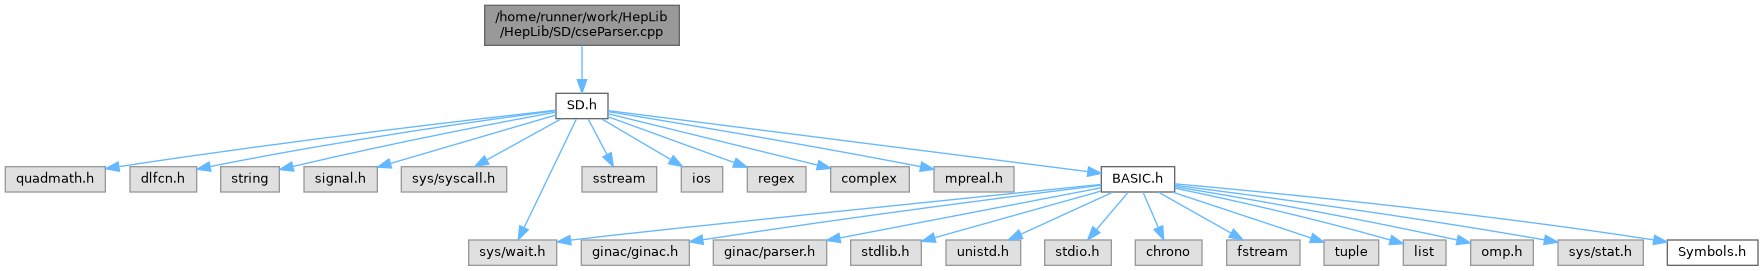 /home/runner/work/HepLib
/HepLib/SD/cseParser.cpp
SD.h
quadmath.h
dlfcn.h
string
signal.h
sys/syscall.h
sstream
ios
regex
complex
mpreal.h
BASIC.h
sys/wait.h
ginac/ginac.h
ginac/parser.h
stdlib.h
unistd.h
stdio.h
chrono
fstream
tuple
list
omp.h
sys/stat.h
Symbols.h